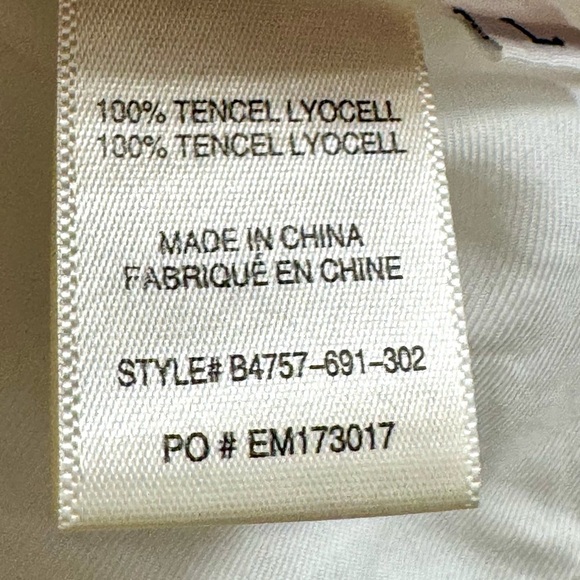 100% TENCEL LYOCELL
100% TENCEL LYOCELL
MADE IN CHINA
FABRIQUÉ EN CHINE
STYLE# B4757-691-302
PO # EM173017